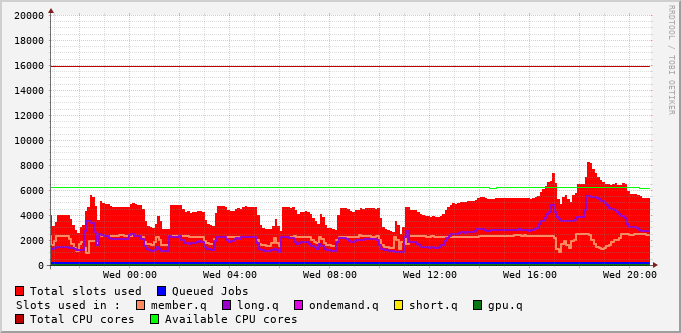 20000
18000
16000
14000
12000
10000
8000
6000
4000
2000
0
Wed 00:00 Wed 04:00 Wed 08:00 Wed 12:00 Wed 16:00 Wed 20:00
RRDTOOL / TOBI OETIKER
Total slots used Queued Jobs
Slots used in : member.q long.q ondemand.q short.q gpu.q
Total CPU cores Available CPU cores